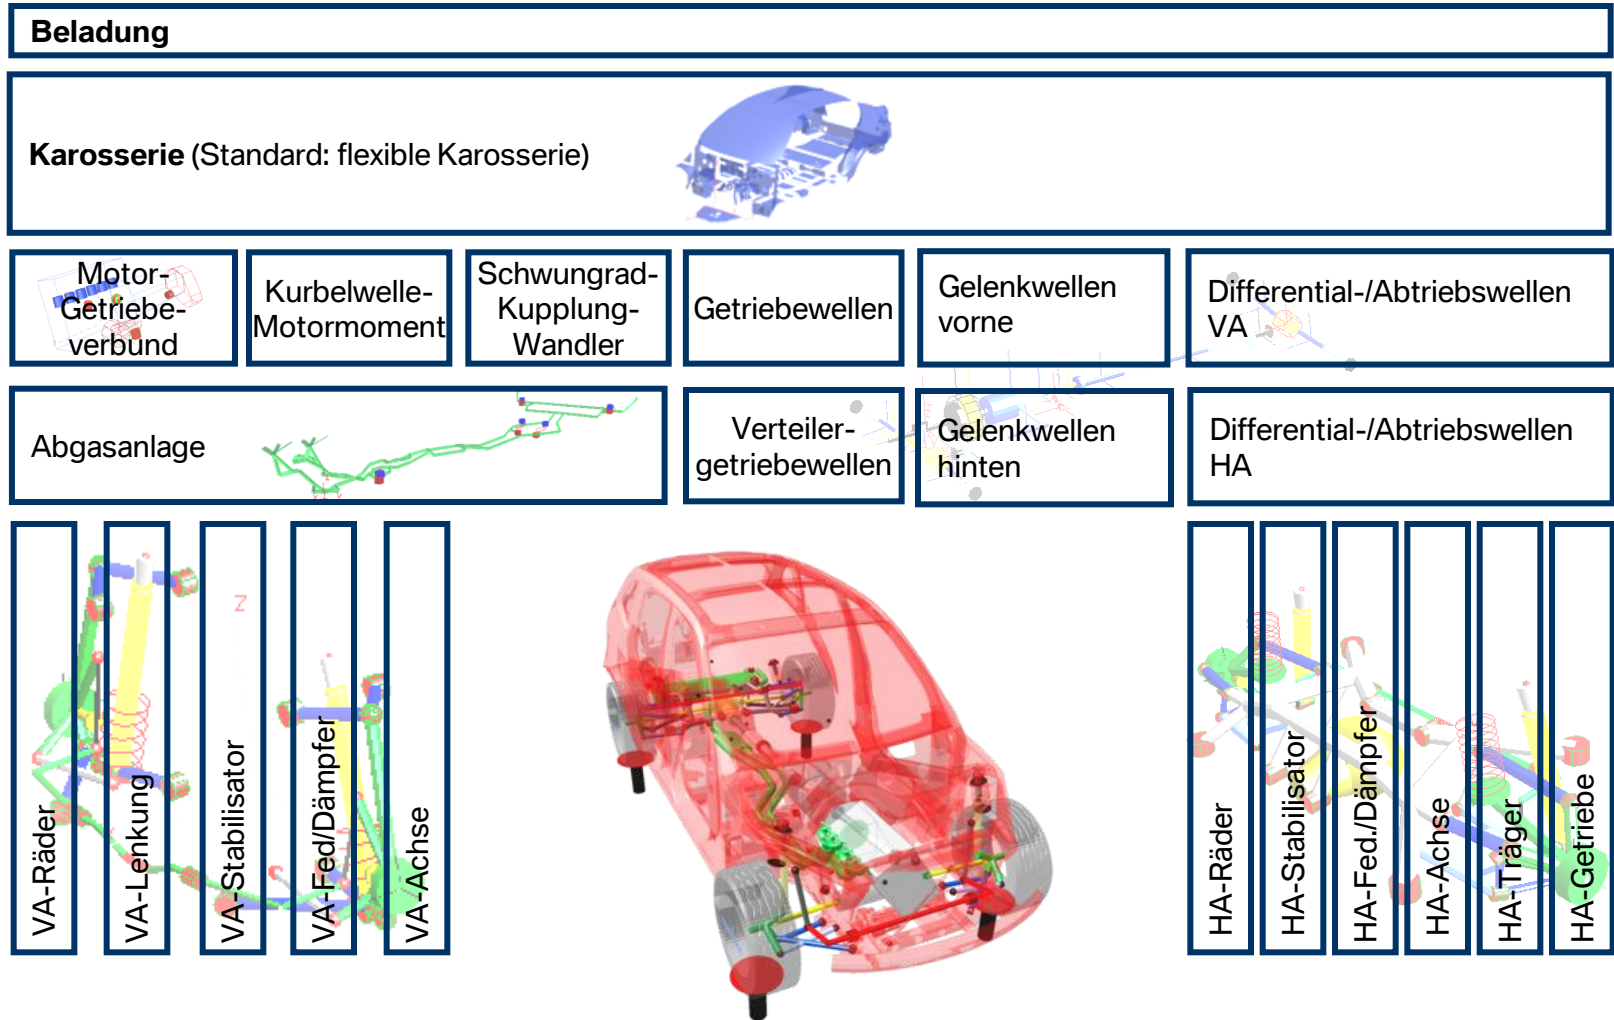 Beladung
Karosserie (Standard: flexible Karosserie)
Motor-
Getriebe-
verbund
Kurbelwelle-
Motormoment
Schwungrad-
Kupplung-
Wandler
Getriebewellen
Gelenkwellen
vorne
Differential-/Abtriebswellen
VA
Abgasanlage
Verteiler-
getriebewellen
Gelenkwellen
hinten
Differential-/Abtriebswellen
HA
VA-Räder
VA-Lenkung
VA-Stabilisator
VA-Fed/Dämpfer
VA-Achse
Z
HA-Räder
HA-Stabilisator
HA-Fed./Dämpfer
HA-Achse
HA-Träger
HA-Getriebe